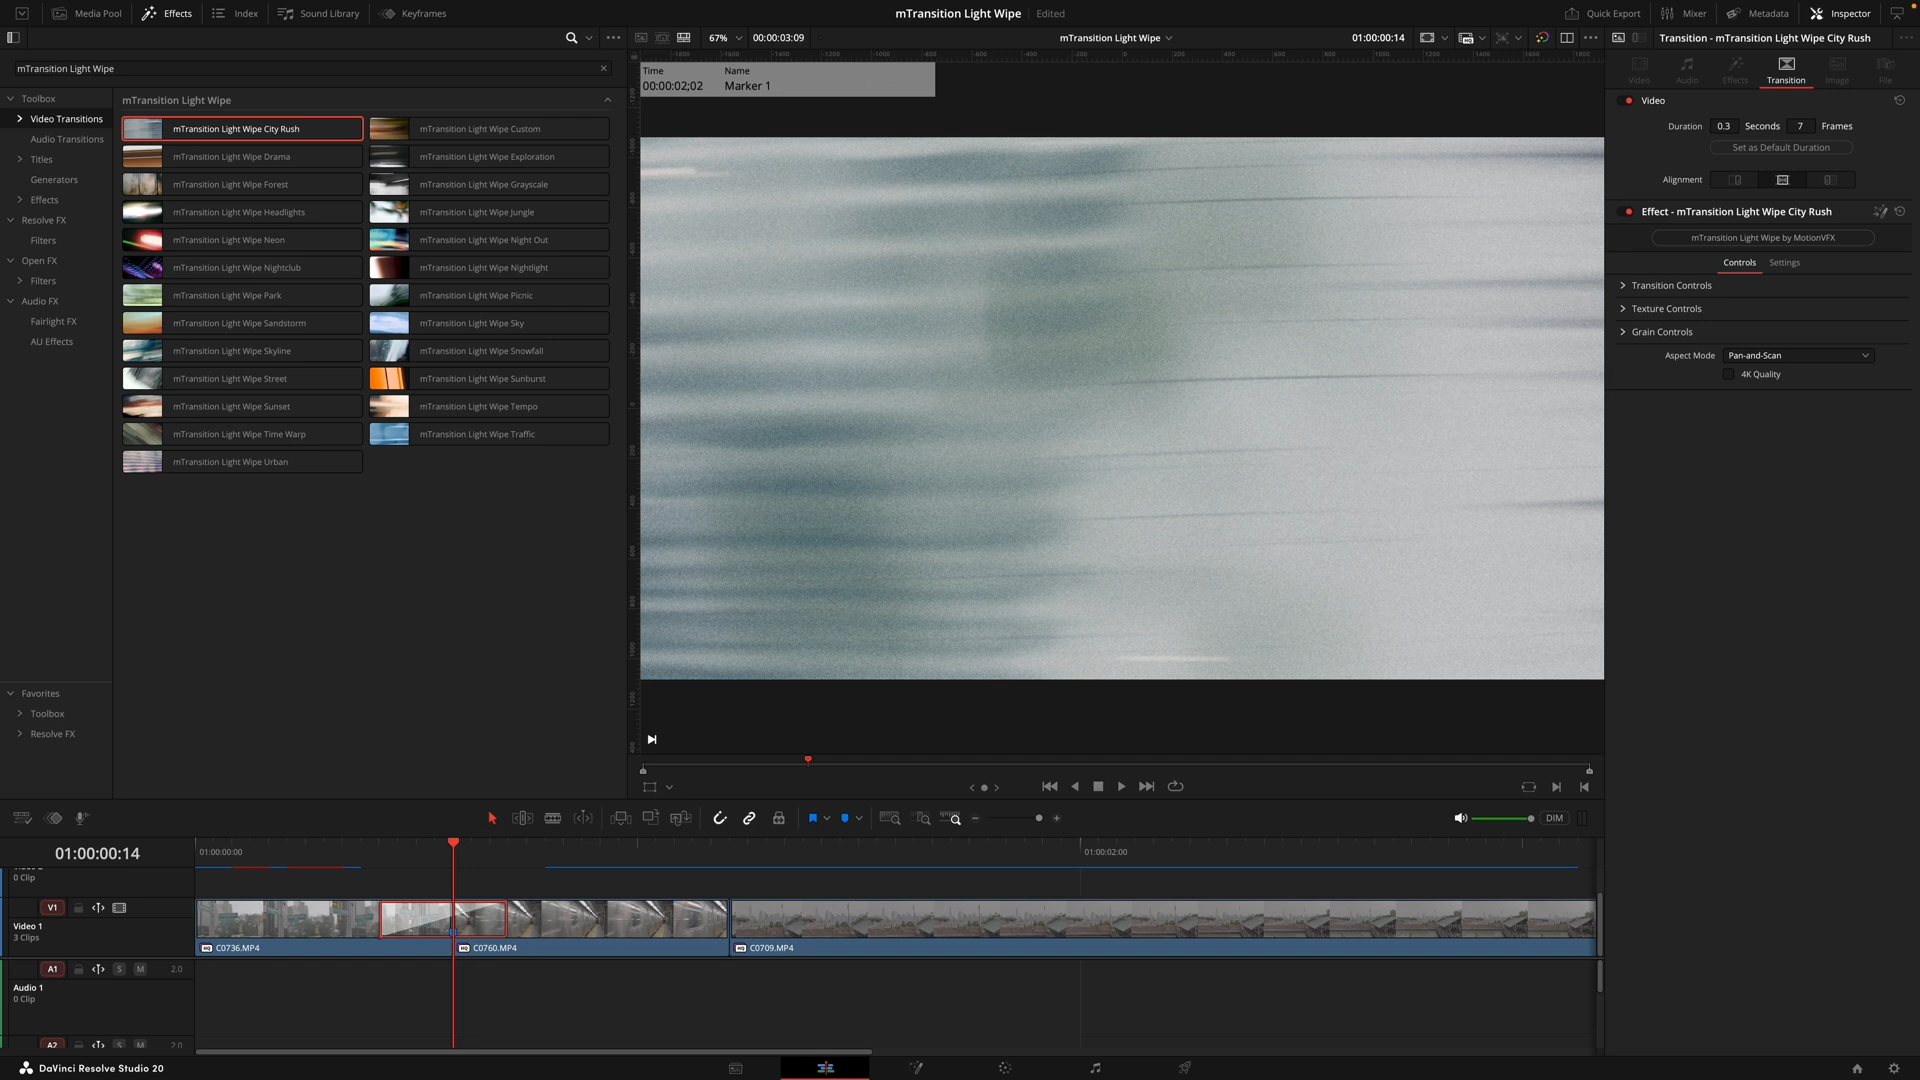 Media Pool
Effects
Index
Sound Library
Keyframes
mTransition Light Wipe
Edited
Quick Export
Mixer
Metadata
Inspector
67%
00:00:03:09
mTransition Light Wipe
01:00:00:14
Transition - mTransition Light Wipe City Rush
mTransition Light Wipe
Toolbox
Video Transitions
Audio Transitions
Titles
Generators
Effects
Resolve FX
Filters
Open FX
Filters
Audio FX
Fairlight FX
AU Effects
Favorites
Toolbox
Resolve FX
mTransition Light Wipe
mTransition Light Wipe City Rush
mTransition Light Wipe Custom
mTransition Light Wipe Drama
mTransition Light Wipe Exploration
mTransition Light Wipe Forest
mTransition Light Wipe Grayscale
mTransition Light Wipe Headlights
mTransition Light Wipe Jungle
mTransition Light Wipe Neon
mTransition Light Wipe Night Out
mTransition Light Wipe Nightclub
mTransition Light Wipe Nightlight
mTransition Light Wipe Park
mTransition Light Wipe Picnic
mTransition Light Wipe Sandstorm
mTransition Light Wipe Sky
mTransition Light Wipe Skyline
mTransition Light Wipe Snowfall
mTransition Light Wipe Street
mTransition Light Wipe Sunburst
mTransition Light Wipe Sunset
mTransition Light Wipe Tempo
mTransition Light Wipe Time Warp
mTransition Light Wipe Traffic
mTransition Light Wipe Urban
Time Name
00:00:02;02 Marker 1
Video
Audio
Effects
Transition
Image
File
Video
Duration 0.3 Seconds 7 Frames
Set as Default Duration
Alignment
Effect - mTransition Light Wipe City Rush
mTransition Light Wipe by MotionVFX
Controls
Settings
Transition Controls
Texture Controls
Grain Controls
Aspect Mode Pan-and-Scan
4K Quality
DIM
01:00:00:14
01:00:00:00
01:00:02:00
0 Clip
V1
Video 1
3 Clips
C0736.MP4
C0760.MP4
C0709.MP4
A1 S M 2.0
Audio 1
0 Clip
A2 S M 2.0
DaVinci Resolve Studio 20